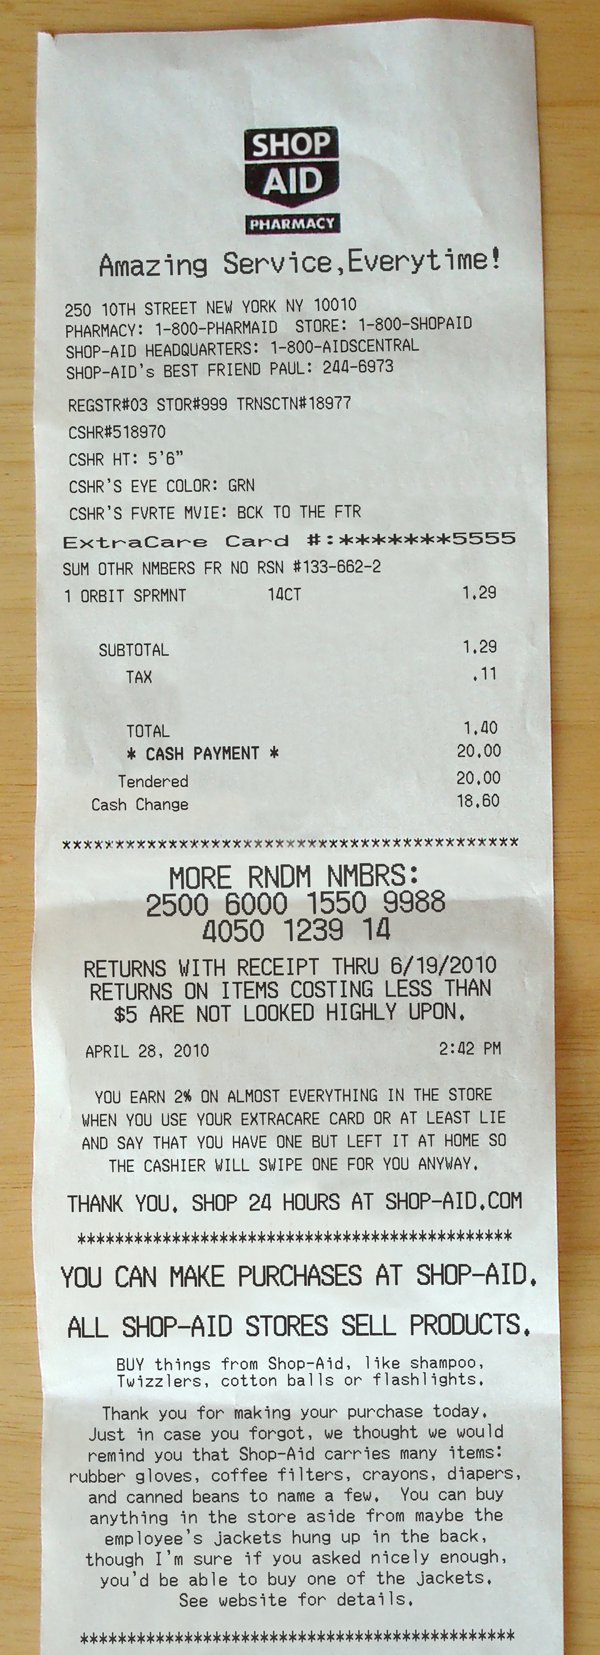 SHOP
AID
PHARMACY
Amazing Service,Everytime!
250 10TH STREET NEW YORK NY 10010
PHARMACY: 1-800-PHARMAID STORE: 1-800-SHOPAID
SHOP-AID HEADQUARTERS: 1-800-AIDSCENTRAL
SHOP-AID's BEST FRIEND PAUL: 244-6973
REGSTR#03 STOR#999 TRNSCTN#18977
CSHR#518970
CSHR HT: 5'6"
CSHR'S EYE COLOR: GRN
CSHR'S FVRTE MVIE: BCK TO THE FTR
ExtraCare Card #:*******5555
SUM OTHR NMBERS FR NO RSN #133-662-2
1 ORBIT SPRMNT 14CT 1.29
SUBTOTAL 1.29
TAX .11
TOTAL 1.40
* CASH PAYMENT * 20.00
Tendered 20.00
Cash Change 18.60
*******************************************
MORE RNDM NMBRS:
2500 6000 1550 9988
4050 1239 14
RETURNS WITH RECEIPT THRU 6/19/2010
RETURNS ON ITEMS COSTING LESS THAN
$5 ARE NOT LOOKED HIGHLY UPON.
APRIL 28, 2010 2:42 PM
YOU EARN 2% ON ALMOST EVERYTHING IN THE STORE
WHEN YOU USE YOUR EXTRACARE CARD OR AT LEAST LIE
AND SAY THAT YOU HAVE ONE BUT LEFT IT AT HOME SO
THE CASHIER WILL SWIPE ONE FOR YOU ANYWAY.
THANK YOU. SHOP 24 HOURS AT SHOP-AID.COM
**********************************************
YOU CAN MAKE PURCHASES AT SHOP-AID.
ALL SHOP-AID STORES SELL PRODUCTS.
BUY things from Shop-Aid, like shampoo,
Twizzlers, cotton balls or flashlights.
Thank you for making your purchase today.
Just in case you forgot, we thought we would
remind you that Shop-Aid carries many items:
rubber gloves, coffee filters, crayons, diapers,
and canned beans to name a few. You can buy
anything in the store aside from maybe the
employee's jackets hung up in the back,
though I'm sure if you asked nicely enough,
you'd be able to buy one of the jackets.
See website for details.
**********************************************